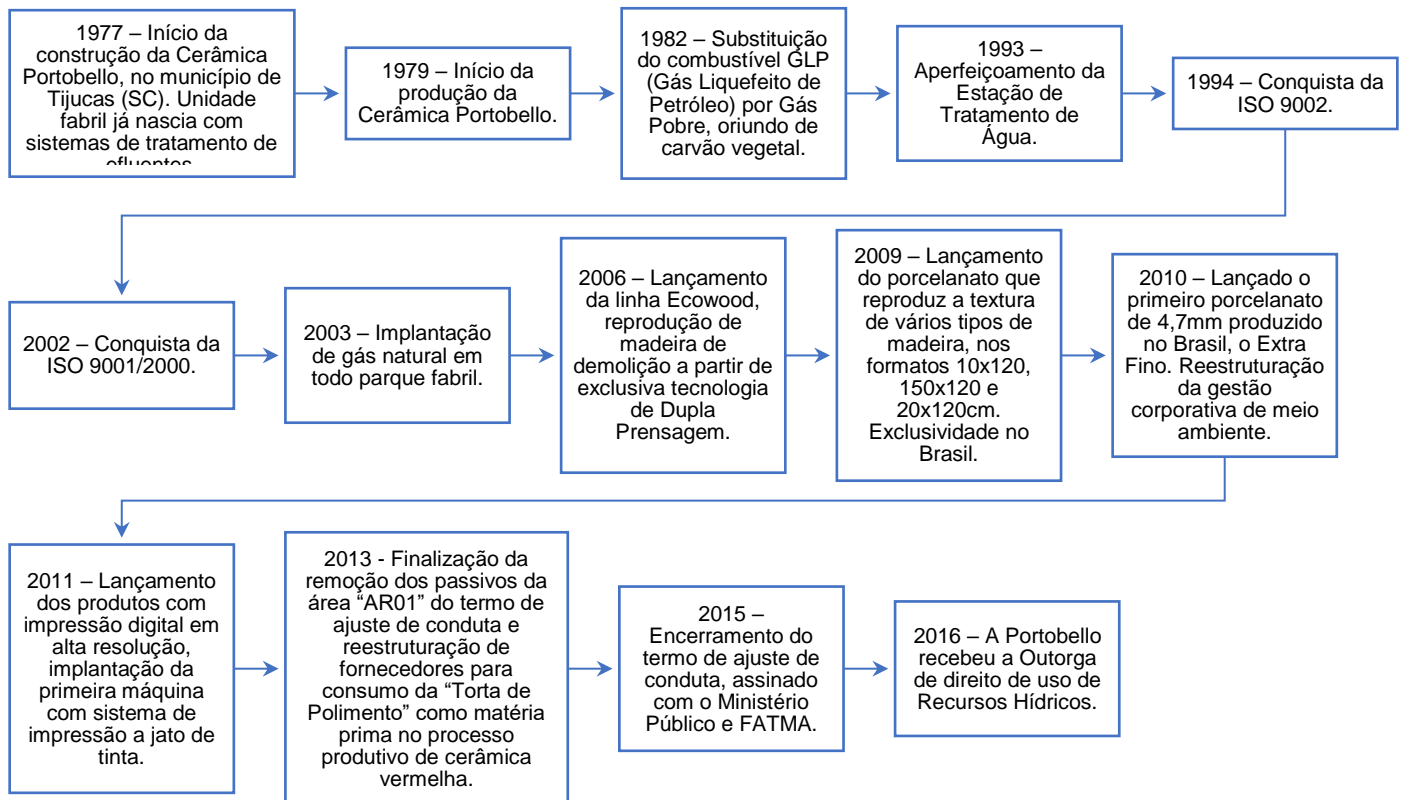 1977 – Início da
construção da Cerâmica
Portobello, no município de
Tijucas (SC). Unidade
fabril já nascia com
sistemas de tratamento de
efluentes.
1979 – Início da
produção da
Cerâmica Portobello.
1982 – Substituição
do combustível GLP
(Gás Liquefeito de
Petróleo) por Gás
Pobre, oriundo de
carvão vegetal.
1993 –
Aperfeiçoamento da
Estação de
Tratamento de
Água.
1994 – Conquista da
ISO 9002.
2002 – Conquista da
ISO 9001/2000.
2003 – Implantação
de gás natural em
todo parque fabril.
2006 – Lançamento
da linha Ecowood,
reprodução de
madeira de
demolição a partir de
exclusiva tecnologia
de Dupla
Prensagem.
2009 – Lançamento
do porcelanato que
reproduz a textura
de vários tipos de
madeira, nos
formatos 10x120,
150x120 e
20x120cm.
Exclusividade no
Brasil.
2010 – Lançado o
primeiro porcelanato
de 4,7mm produzido
no Brasil, o Extra
Fino. Reestruturação
da gestão
corporativa de meio
ambiente.
2011 – Lançamento
dos produtos com
impressão digital em
alta resolução,
implantação da
primeira máquina
com sistema de
impressão a jato de
tinta.
2013 - Finalização da
remoção dos passivos da
área “AR01” do termo de
ajuste de conduta e
reestruturação de
fornecedores para
consumo da “Torta de
Polimento” como matéria
prima no processo
produtivo de cerâmica
vermelha.
2015 –
Encerramento do
termo de ajuste de
conduta, assinado
com o Ministério
Público e FATMA.
2016 – A Portobello
recebeu a Outorga
de direito de uso de
Recursos Hídricos.